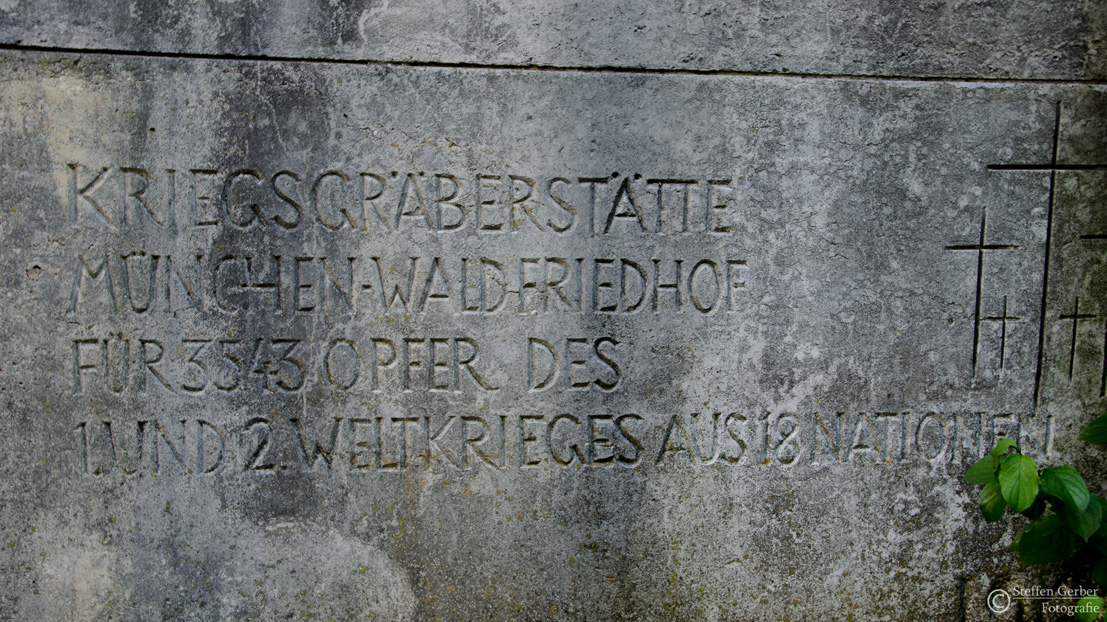 KRIEGSGRÄBERSTÄTTE
MÜNCHEN-WALDFRIEDHOF
FÜR 3543 OPFER DES
1. UND 2. WELTKRIEGES AUS 18 NATIONEN
© Steffen Gerber
Fotografie